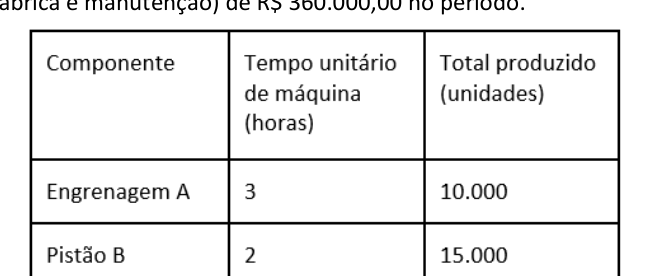 ábrica e manutenção) de R$ 360.000,00 no período.
Componente
Tempo unitário
de máquina
(horas)
Total produzido
(unidades)
Engrenagem A
3
10.000
Pistão B
2
15.000